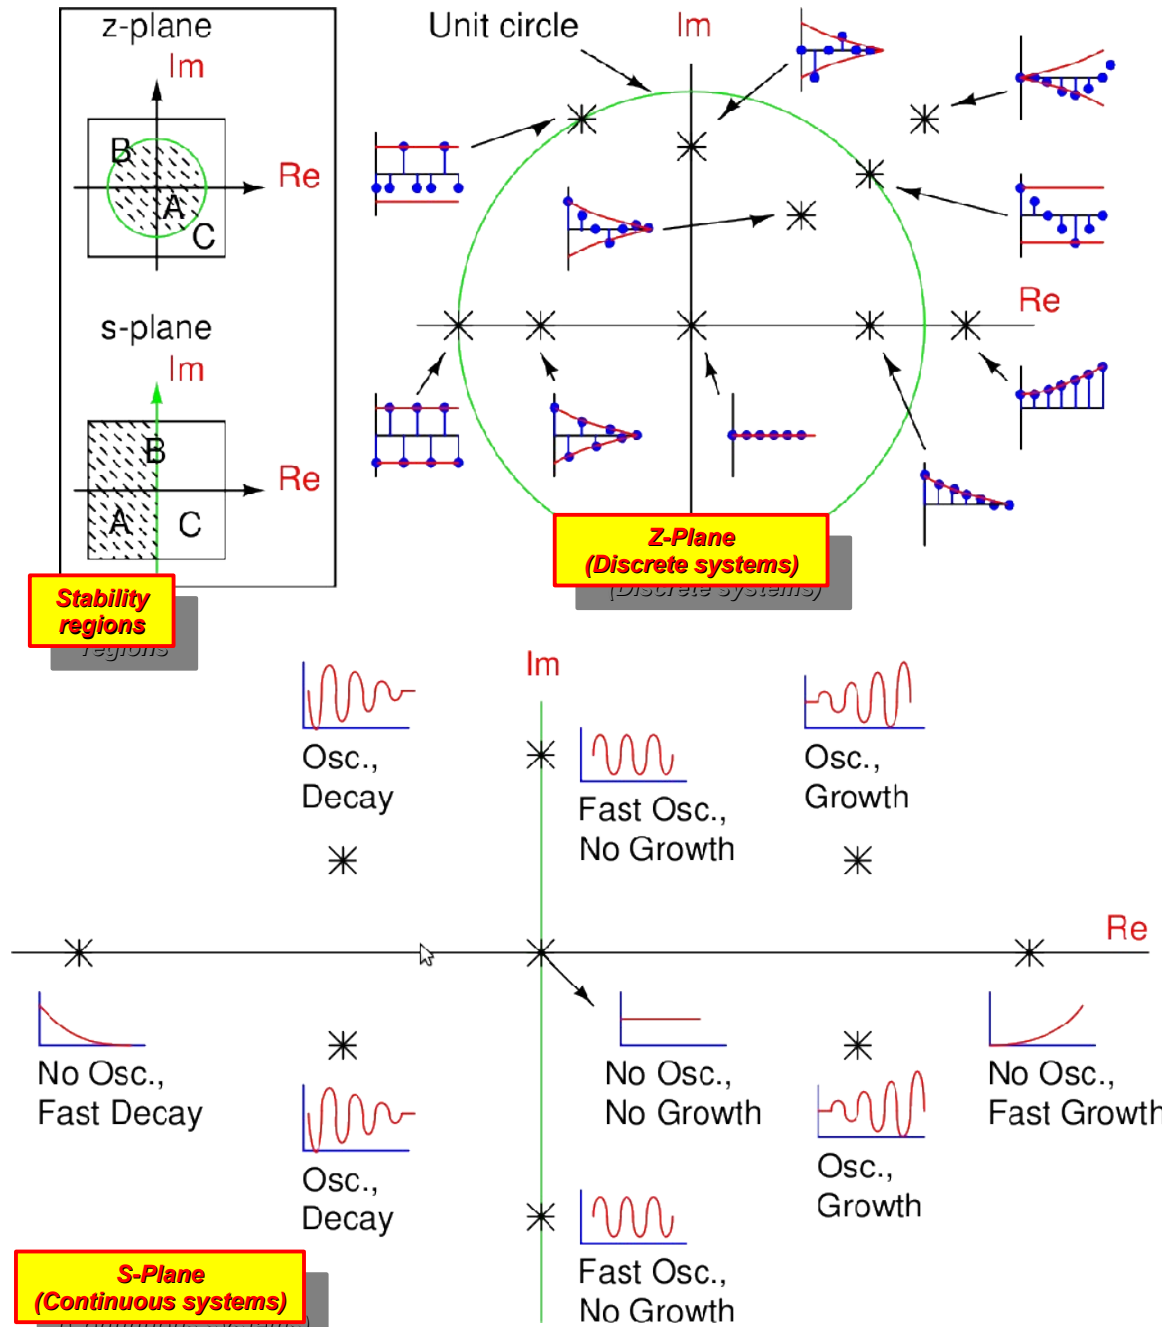 z-plane
Im
Re
B
A
C
s-plane
Im
Re
B
A
C
Stability
regions
Unit circle
Im
Re
Z-Plane
(Discrete systems)
Im
Re
Osc.,
Decay
Fast Osc.,
No Growth
Osc.,
Growth
No Osc.,
Fast Decay
Osc.,
Decay
No Osc.,
No Growth
Osc.,
Growth
No Osc.,
Fast Growth
Fast Osc.,
No Growth
S-Plane
(Continuous systems)